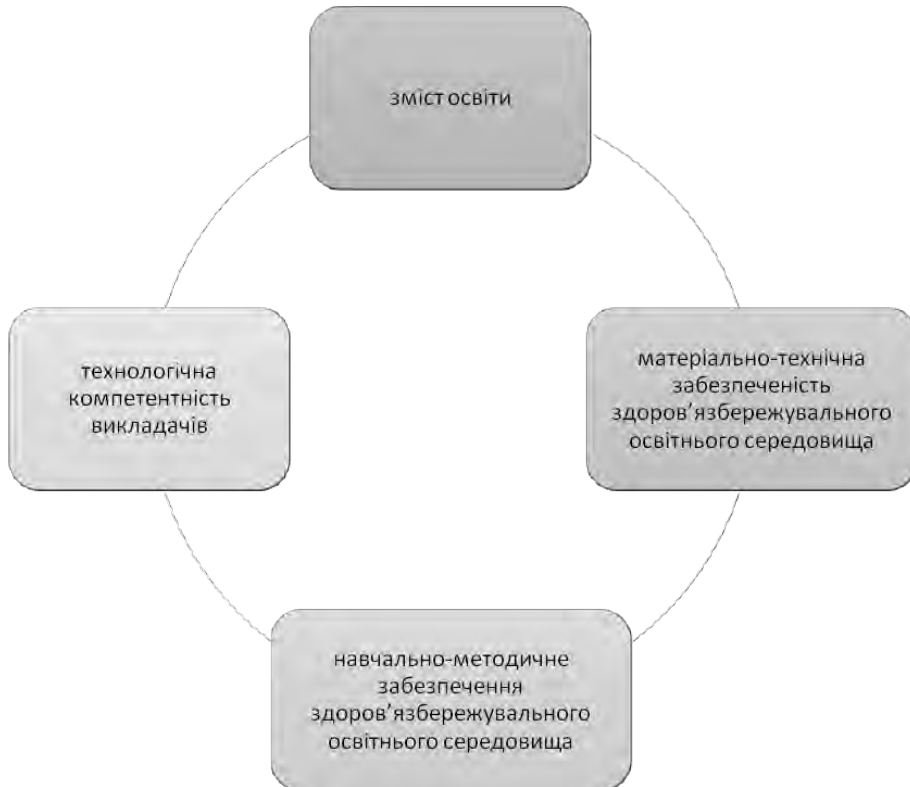 зміст освіти
технологічна
компетентність
викладачів
матеріально-технічна
забезпеченість
здоров’язбережувального
освітнього середовища
навчально-методичне
забезпечення
здоров’язбережувального
освітнього середовища